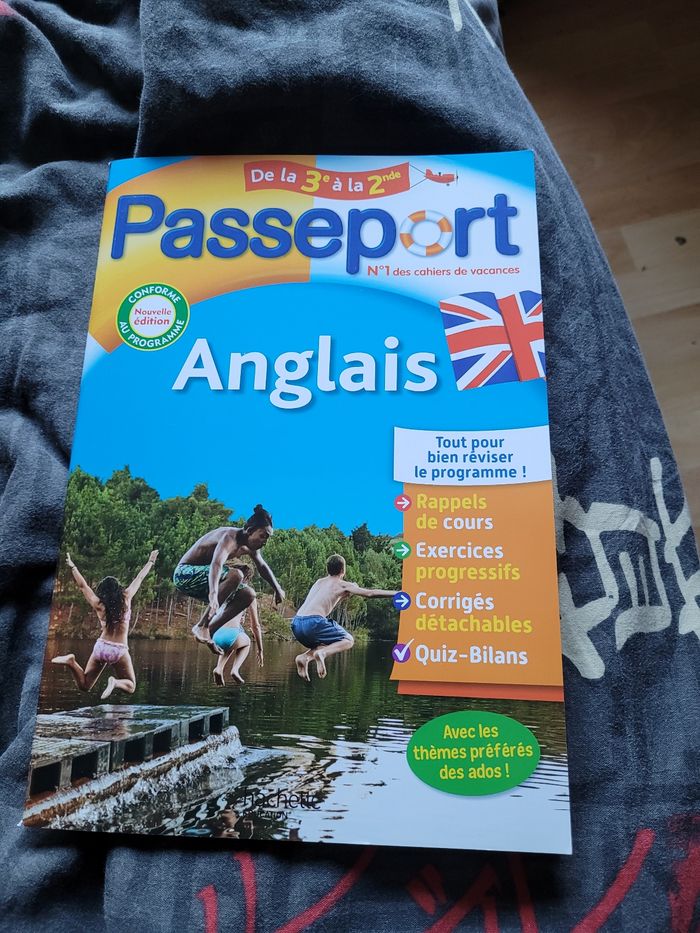 De la 3e à la 2nde
Passeport
N°1 des cahiers de vacances
CONFORME
Nouvelle
édition
AU PROGRAMME
Anglais
Tout pour
bien réviser
le programme !
Rappels
de cours
Exercices
progressifs
Corrigés
détachables
Quiz-Bilans
Avec les
thèmes préférés
des ados !
hachette
ÉDUCATION